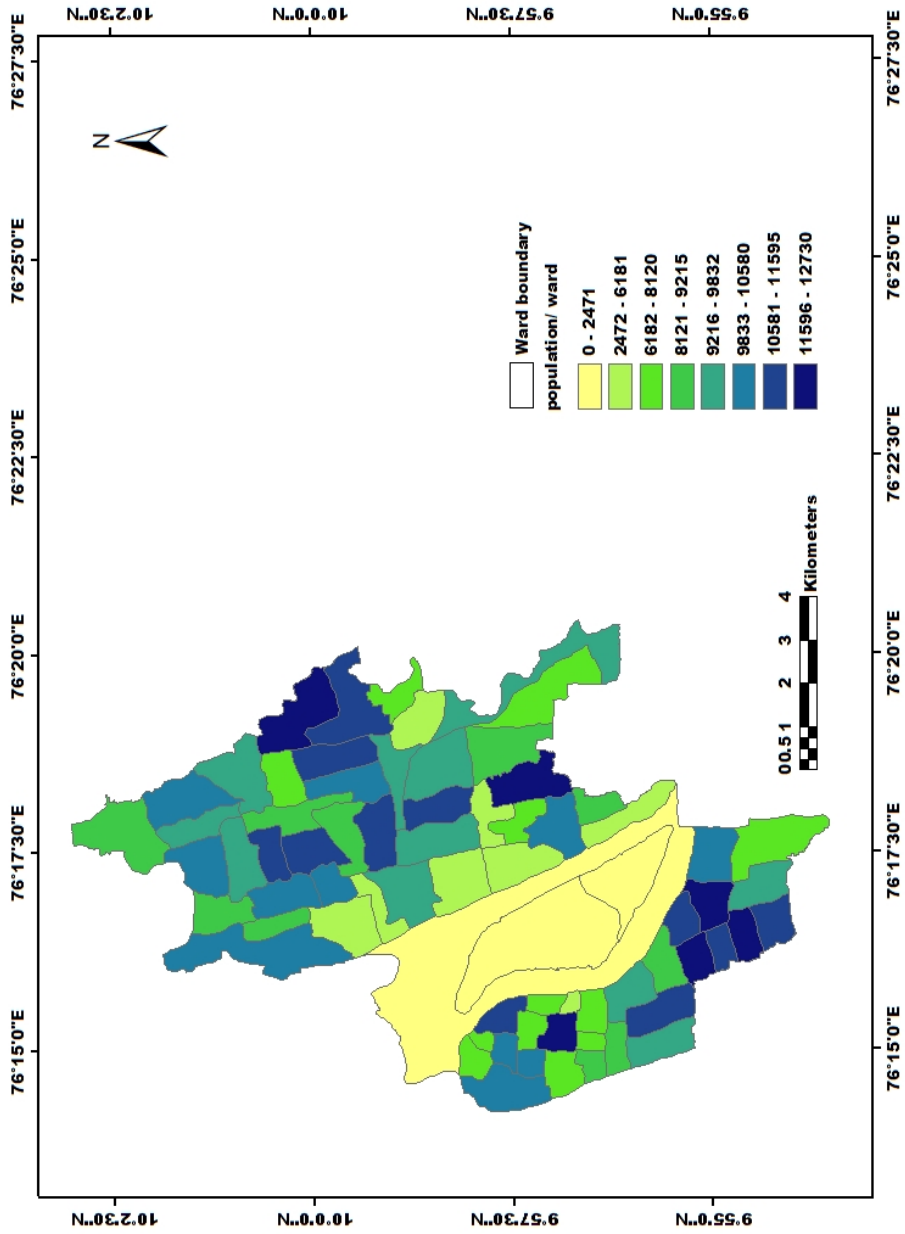 76°15'0"E 76°17'30"E 76°20'0"E 76°22'30"E 76°25'0"E 76°27'30"E
10°2'30"N 10°2'30"N
N
10°0'0"N 10°0'0"N
9°57'30"N 9°57'30"N
Ward boundary
population/ ward
0 - 2471
2472 - 6181
6182 - 8120
8121 - 9215
9216 - 9832
9833 - 10580
10581 - 11595
11596 - 12730
9°55'0"N 9°55'0"N
0 0.5 1 2 3 4
Kilometers
76°15'0"E 76°17'30"E 76°20'0"E 76°22'30"E 76°25'0"E 76°27'30"E